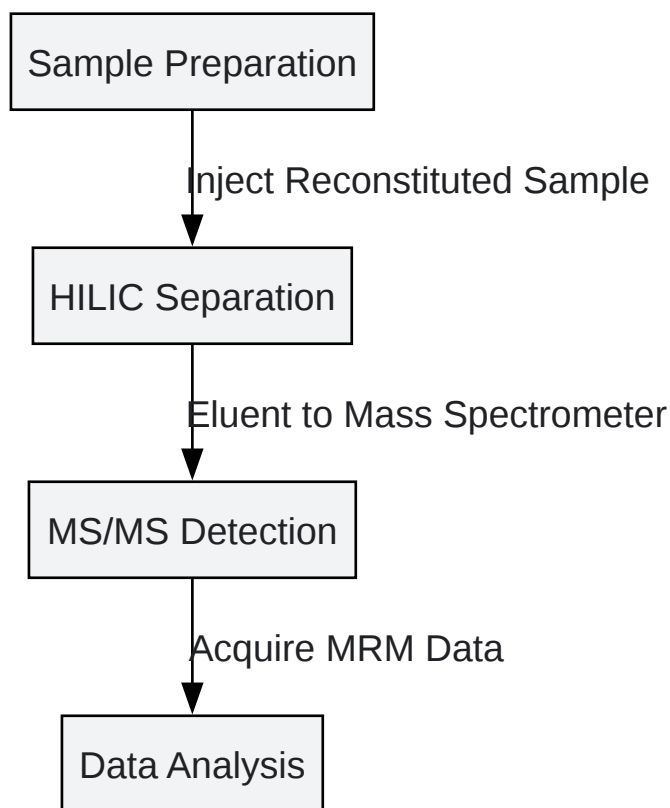 Sample Preparation
Inject Reconstituted Sample
HILIC Separation
Eluent to Mass Spectrometer
MS/MS Detection
Acquire MRM Data
Data Analysis